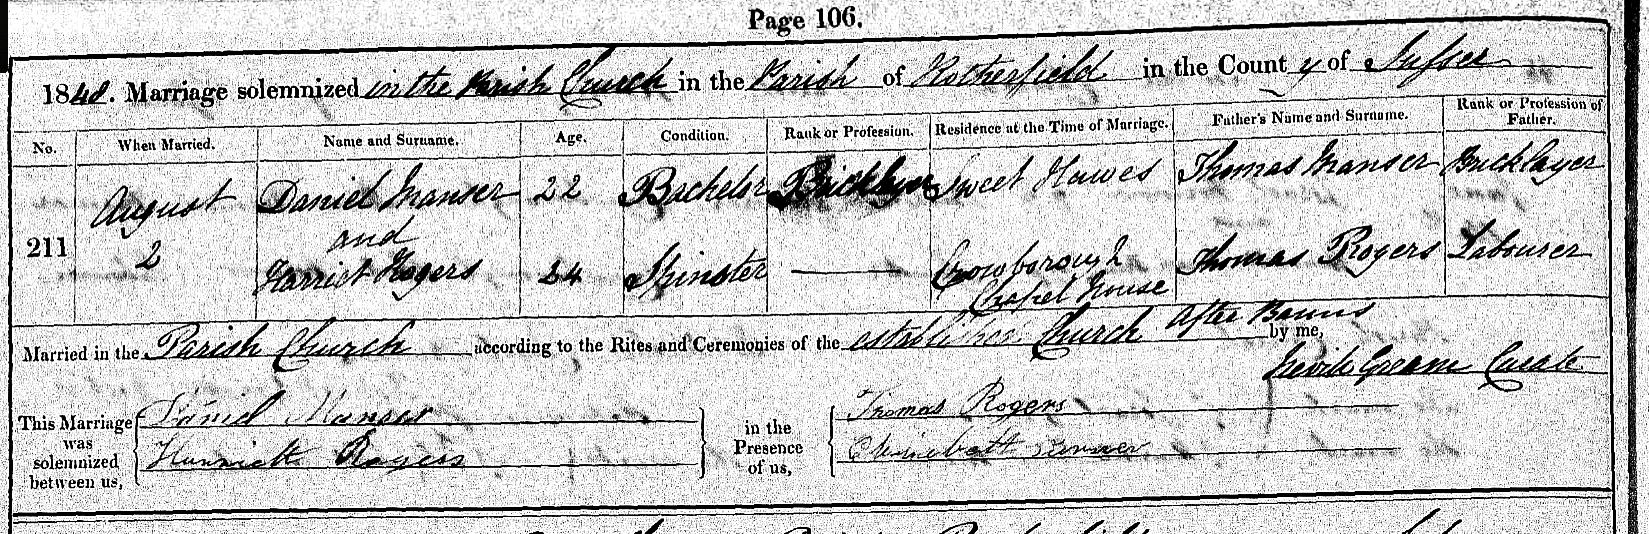 Page 106.
1848. Marriage solemnized in the Parish Church in the Parish of Rotherfield in the County of Sussex
No. When Married. Name and Surname. Age. Condition. Rank or Profession. Residence at the Time of Marriage. Father's Name and Surname. Rank or Profession of Father.
211 August 2 Daniel Manser 22 Bachelor Bricklayer Sweet Hawes Thomas Manser Bricklayer
and
Harriet Rogers 24 Spinster — Crowborough Chapel House Thomas Rogers Labourer
Married in the Parish Church according to the Rites and Ceremonies of the established Church After Banns by me,
Curate
This Marriage was solemnized between us, Daniel Manser
Harriett Rogers
in the Presence of us, Thomas Rogers